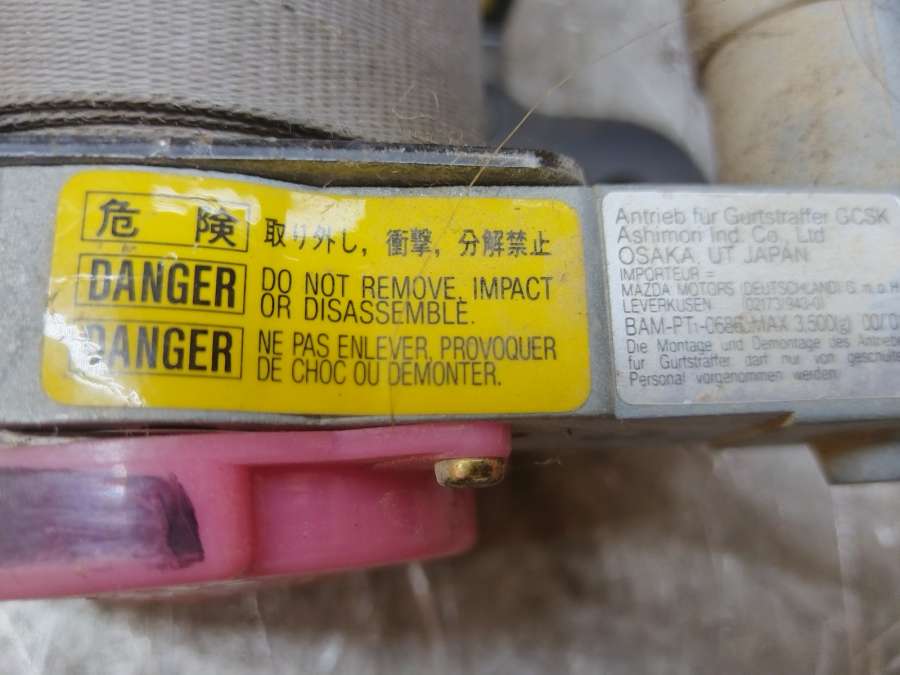 危 険
取り外し，衝撃，分解禁止
DANGER
DO NOT REMOVE, IMPACT
OR DISASSEMBLE.
DANGER
NE PAS ENLEVER, PROVOQUER
DE CHOC OU DEMONTER.
Antrieb für Gurtstraffer GCSK
Ashimori Ind. Co., Ltd
OSAKA, UT JAPAN
IMPORTEUR =
MAZDA MOTORS (DEUTSCHLAND) G.m.b.H
LEVERKUSEN (02173/943-0)
BAM-PT1-0686 MAX 3.500(g)
Die Montage und Demontage des Antriebs
für Gurtstraffer darf nur von geschultem
Personal vorgenommen werden